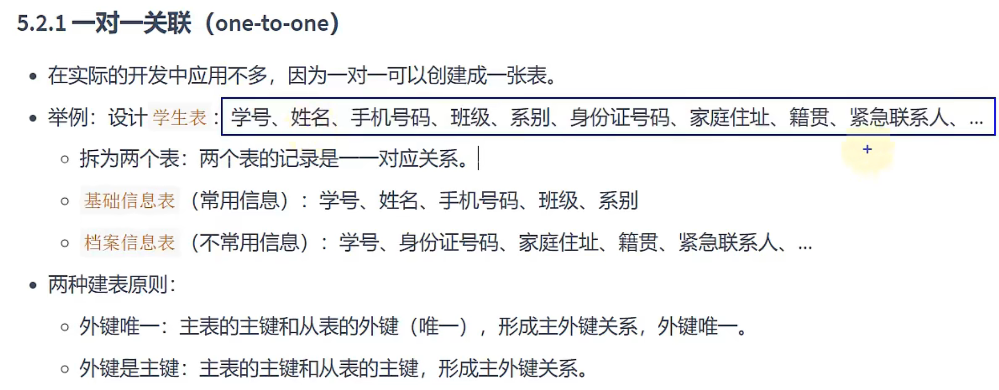 5.2.1 一对一关联（one-to-one）
• 在实际的开发中应用不多，因为一对一可以创建成一张表。
• 举例：设计 学生表 : 学号、姓名、手机号码、班级、系别、身份证号码、家庭住址、籍贯、紧急联系人、...
○ 拆为两个表：两个表的记录是一一对应关系。
○ 基础信息表 （常用信息）：学号、姓名、手机号码、班级、系别
○ 档案信息表 （不常用信息）：学号、身份证号码、家庭住址、籍贯、紧急联系人、...
• 两种建表原则：
○ 外键唯一：主表的主键和从表的外键（唯一），形成主外键关系，外键唯一。
○ 外键是主键：主表的主键和从表的主键，形成主外键关系。